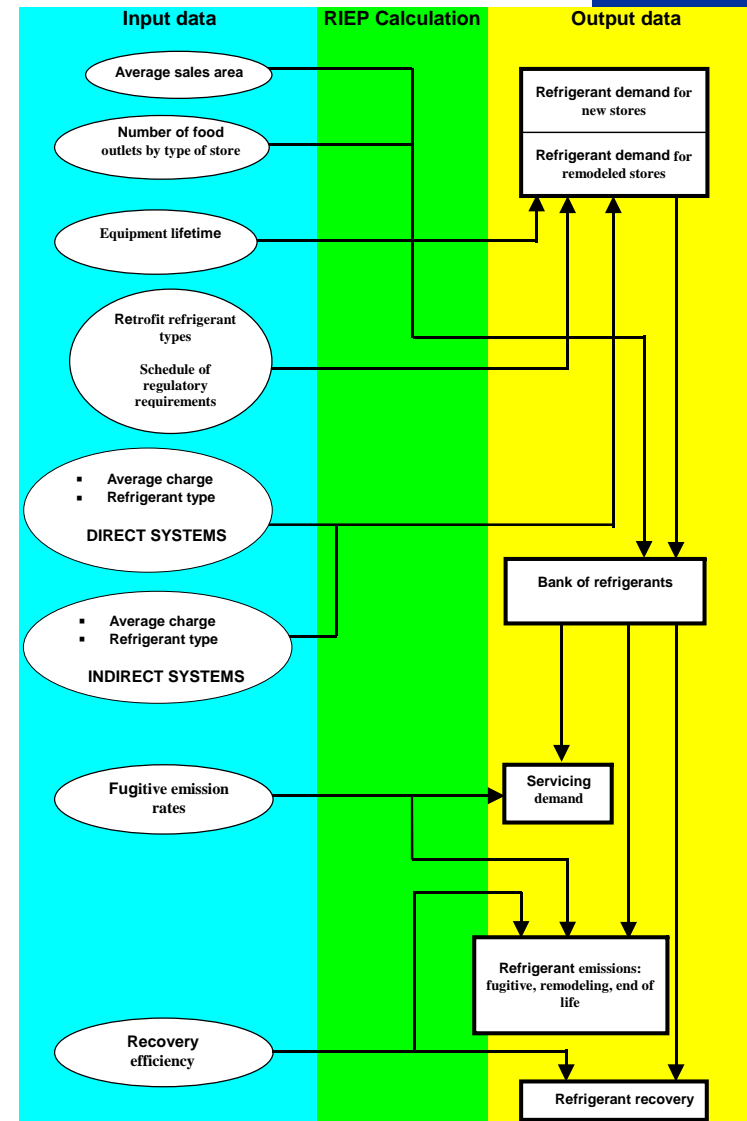 Input data
RIEP Calculation
Output data
Average sales area
Number of food
outlets by type of store
Equipment lifetime
Retrofit refrigerant
types
Schedule of
regulatory
requirements
▪ Average charge
▪ Refrigerant type
DIRECT SYSTEMS
▪ Average charge
▪ Refrigerant type
INDIRECT SYSTEMS
Fugitive emission
rates
Recovery
efficiency
Refrigerant demand for
new stores
Refrigerant demand for
remodeled stores
Bank of refrigerants
Servicing
demand
Refrigerant emissions:
fugitive, remodeling, end of
life
Refrigerant recovery